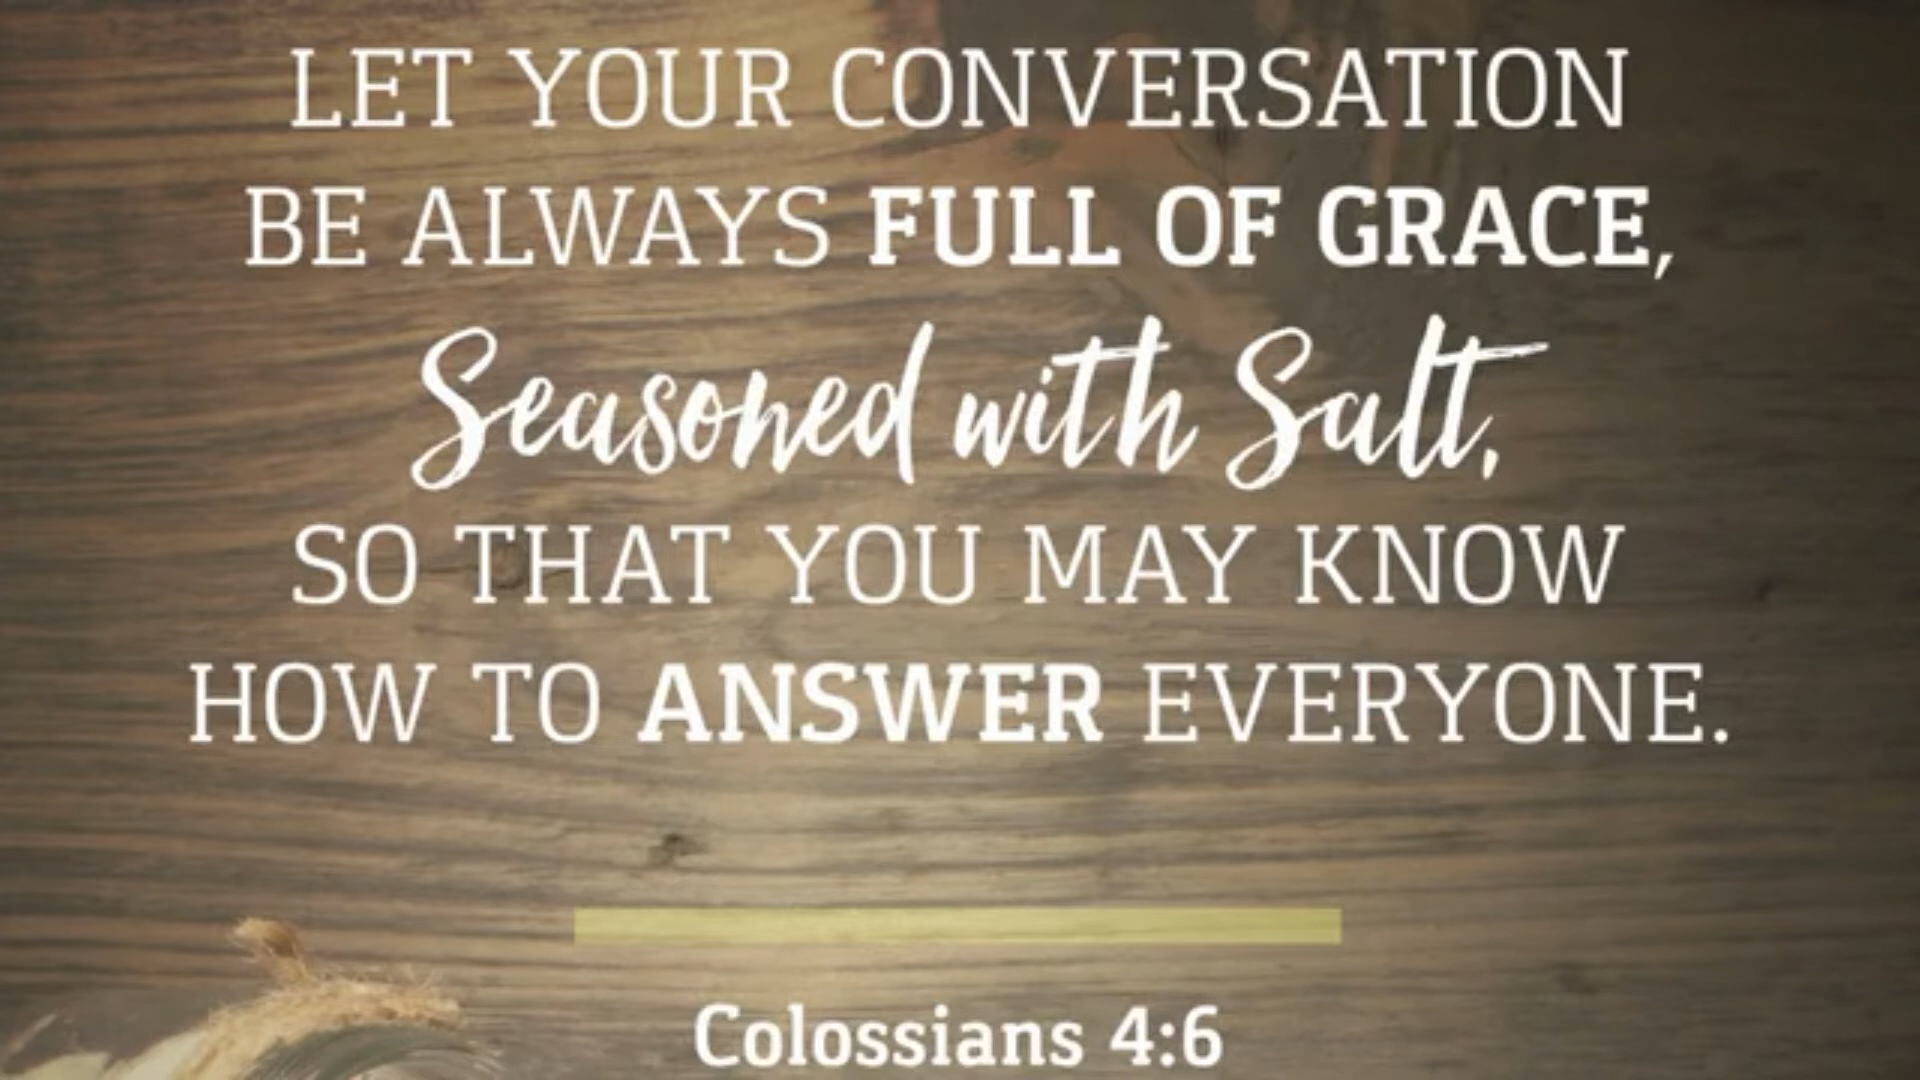 LET YOUR CONVERSATION
BE ALWAYS FULL OF GRACE,
Seasoned with Salt,
SO THAT YOU MAY KNOW
HOW TO ANSWER EVERYONE.
Colossians 4:6